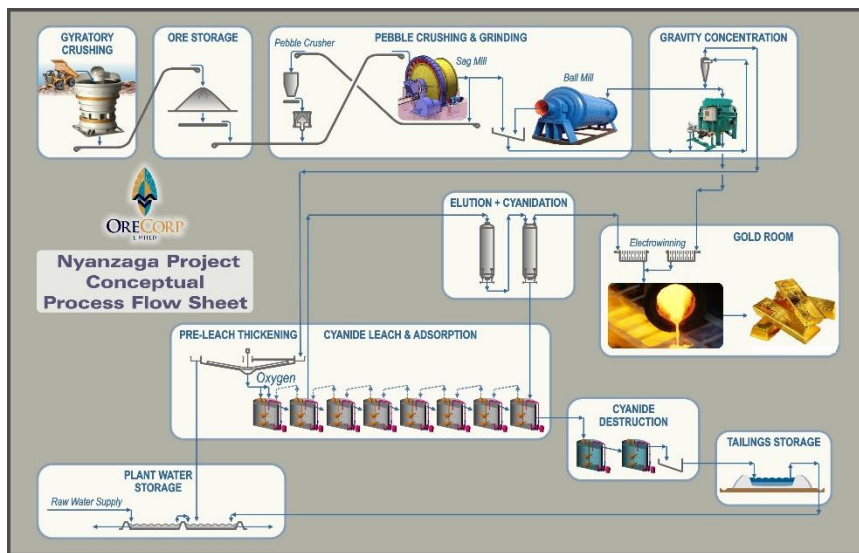 GYRATORY
CRUSHING
ORE STORAGE
PEBBLE CRUSHING & GRINDING
Pebble Crusher
Sag Mill
Ball Mill
GRAVITY CONCENTRATION
ORECORP
LIMITED
Nyanzaga Project
Conceptual
Process Flow Sheet
ELUTION + CYANIDATION
Electrowinning
GOLD ROOM
PRE-LEACH THICKENING
CYANIDE LEACH & ADSORPTION
Oxygen
CYANIDE
DESTRUCTION
TAILINGS STORAGE
PLANT WATER
STORAGE
Raw Water Supply